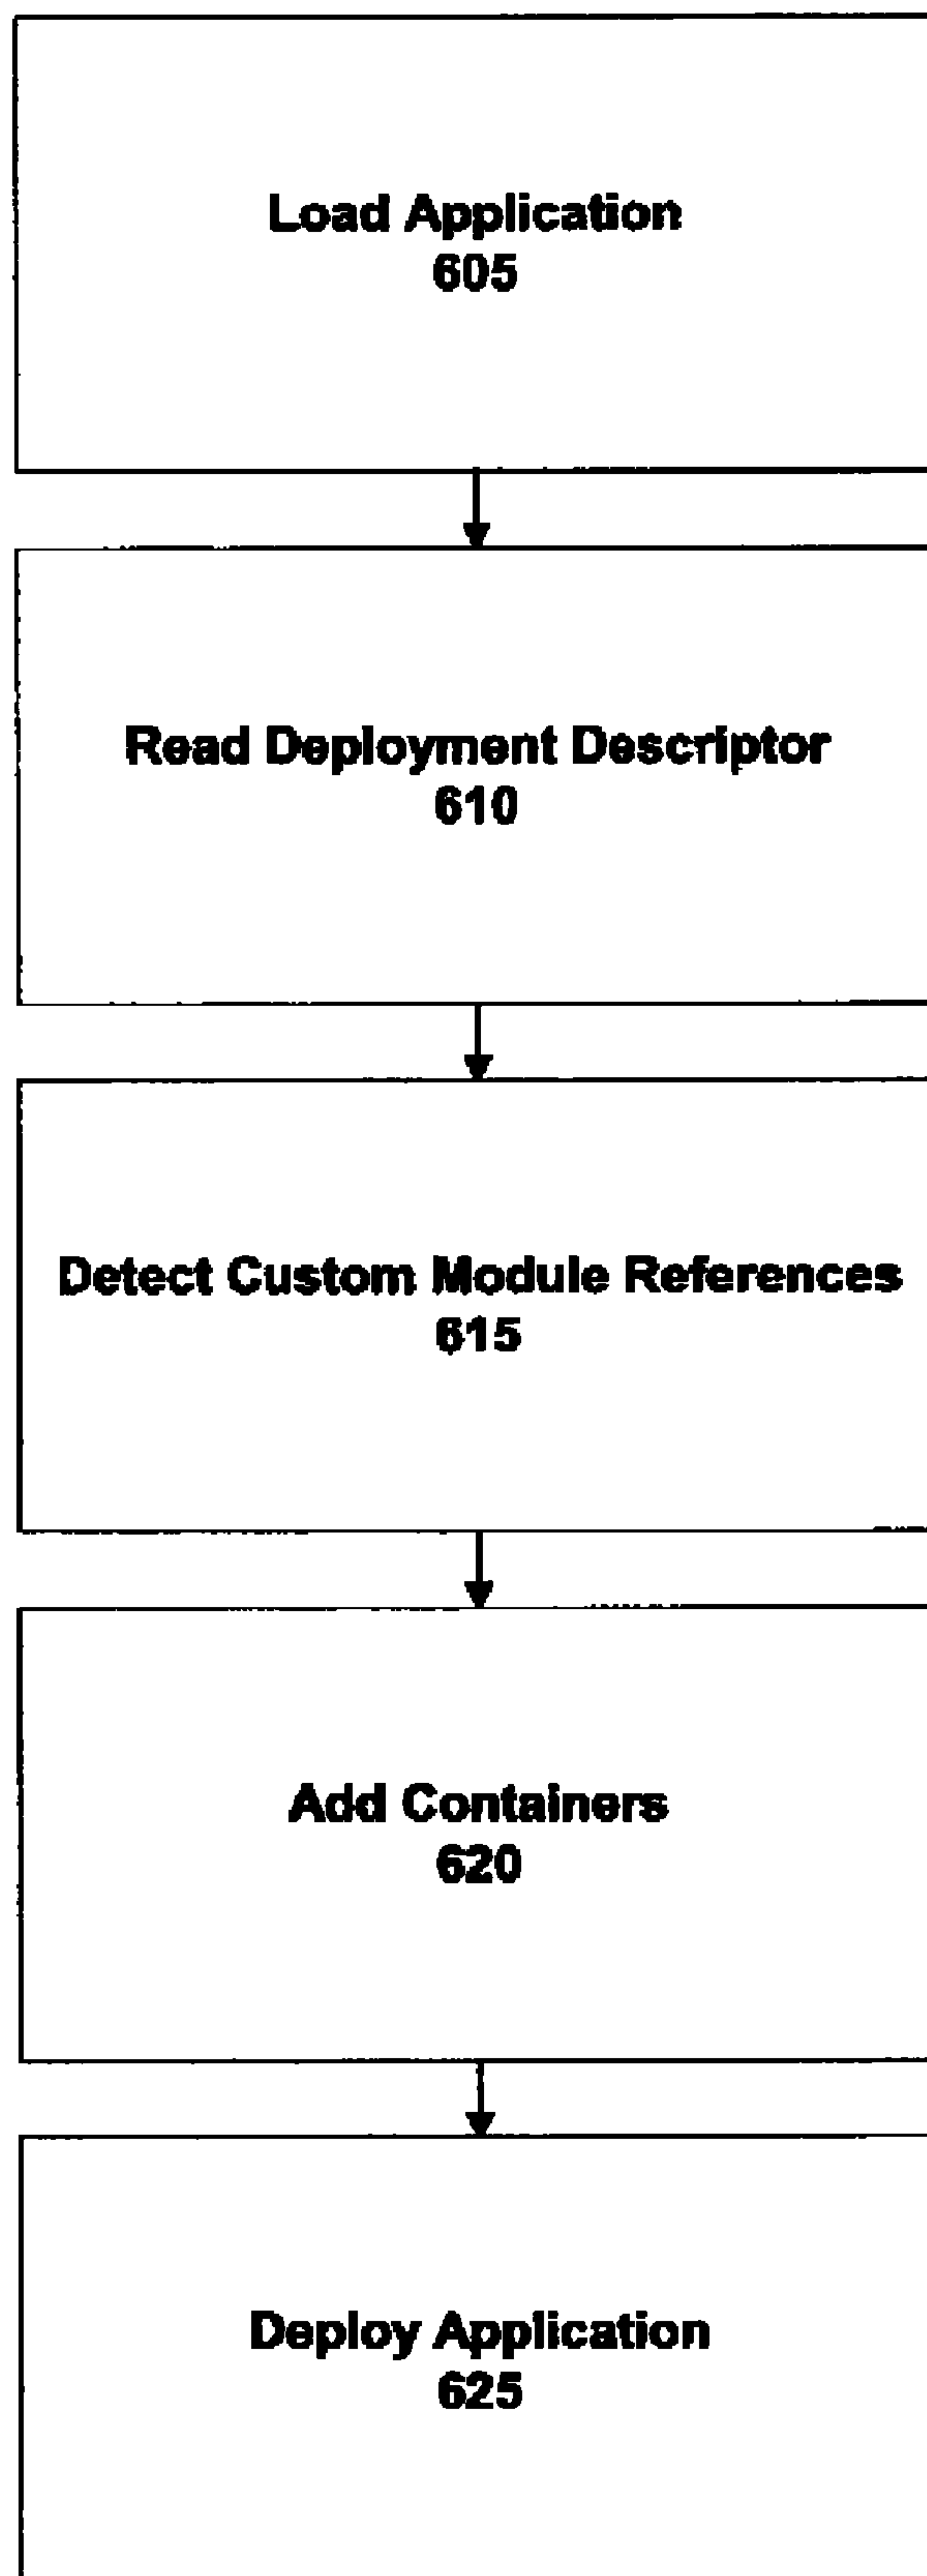 Load Application
605
Read Deployment Descriptor
610
Detect Custom Module References
615
Add Containers
620
Deploy Application
625